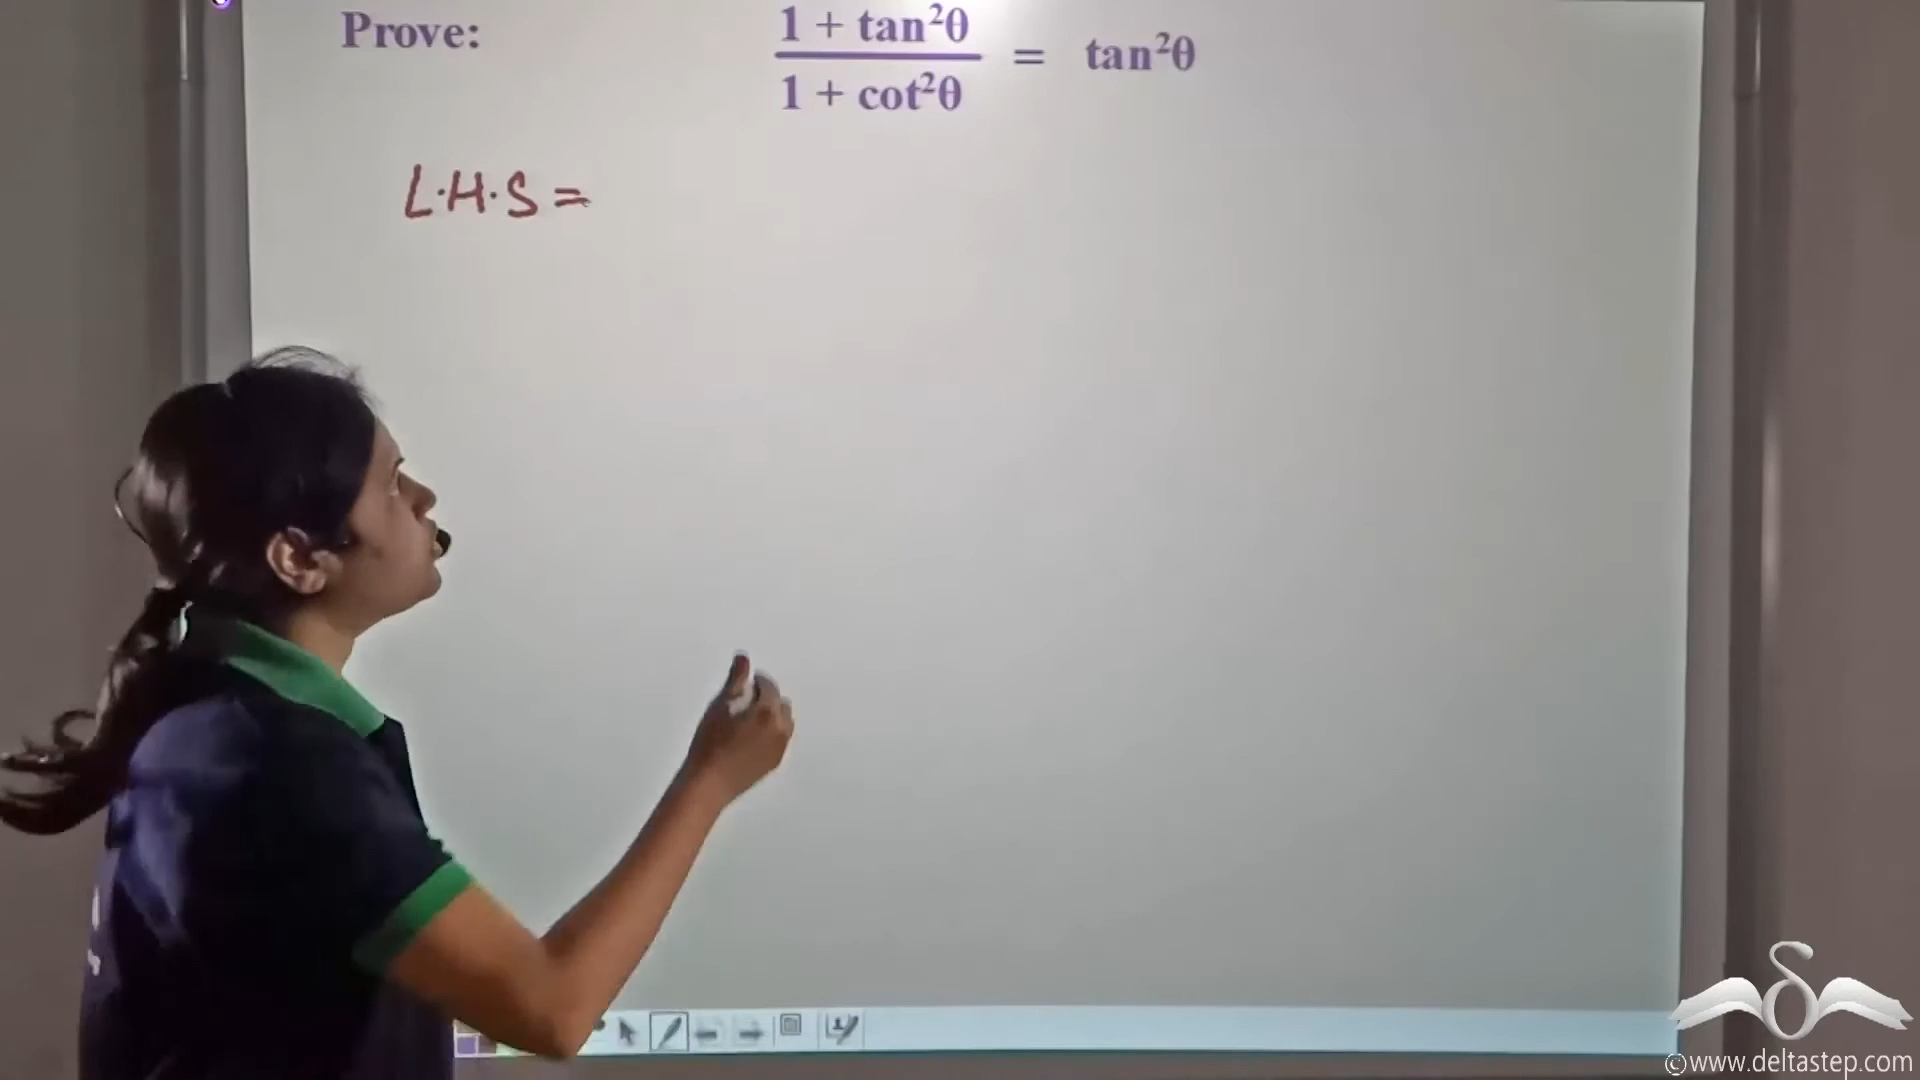 Prove:
1 + tan²θ
1 + cot²θ
= tan²θ
L.H.S =
©www.deltastep.com